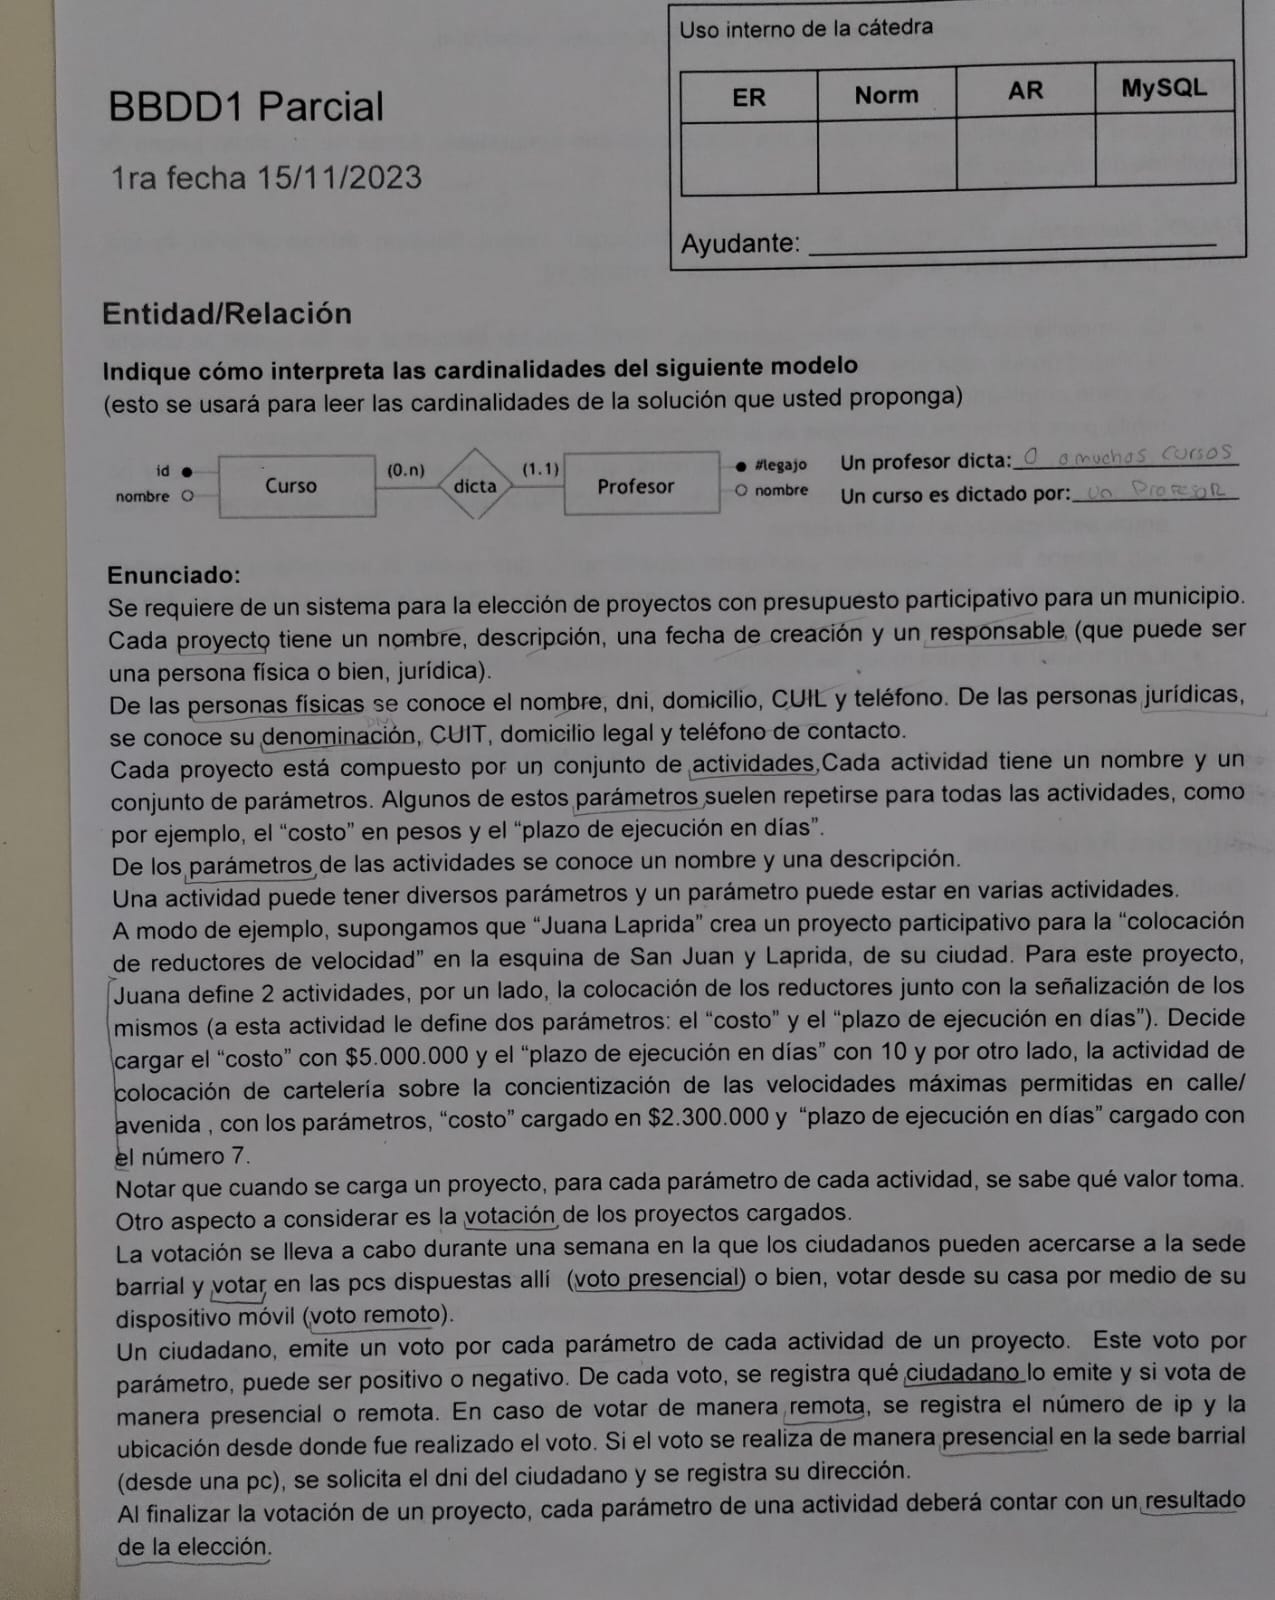 Uso interno de la cátedra
ER Norm AR MySQL
BBDD1 Parcial
1ra fecha 15/11/2023
Ayudante:
Entidad/Relación
Indique cómo interpreta las cardinalidades del siguiente modelo
(esto se usará para leer las cardinalidades de la solución que usted proponga)
id
nombre
Curso
(0.n)
dicta
(1.1)
Profesor
#legajo
nombre
Un profesor dicta: 0 a muchos cursos
Un curso es dictado por: un PROFESOR
Enunciado:
Se requiere de un sistema para la elección de proyectos con presupuesto participativo para un municipio.
Cada proyecto tiene un nombre, descripción, una fecha de creación y un responsable (que puede ser
una persona física o bien, jurídica).
De las personas físicas se conoce el nombre, dni, domicilio, CUIL y teléfono. De las personas jurídicas,
se conoce su denominación, CUIT, domicilio legal y teléfono de contacto.
Cada proyecto está compuesto por un conjunto de actividades,Cada actividad tiene un nombre y un
conjunto de parámetros. Algunos de estos parámetros suelen repetirse para todas las actividades, como
por ejemplo, el “costo” en pesos y el “plazo de ejecución en días”.
De los parámetros de las actividades se conoce un nombre y una descripción.
Una actividad puede tener diversos parámetros y un parámetro puede estar en varias actividades.
A modo de ejemplo, supongamos que “Juana Laprida” crea un proyecto participativo para la “colocación
de reductores de velocidad” en la esquina de San Juan y Laprida, de su ciudad. Para este proyecto,
Juana define 2 actividades, por un lado, la colocación de los reductores junto con la señalización de los
mismos (a esta actividad le define dos parámetros: el “costo” y el “plazo de ejecución en días”). Decide
cargar el “costo” con $5.000.000 y el “plazo de ejecución en días” con 10 y por otro lado, la actividad de
colocación de cartelería sobre la concientización de las velocidades máximas permitidas en calle/
avenida , con los parámetros, “costo” cargado en $2.300.000 y “plazo de ejecución en días” cargado con
el número 7.
Notar que cuando se carga un proyecto, para cada parámetro de cada actividad, se sabe qué valor toma.
Otro aspecto a considerar es la votación de los proyectos cargados.
La votación se lleva a cabo durante una semana en la que los ciudadanos pueden acercarse a la sede
barrial y votar en las pcs dispuestas allí (voto presencial) o bien, votar desde su casa por medio de su
dispositivo móvil (voto remoto).
Un ciudadano, emite un voto por cada parámetro de cada actividad de un proyecto. Este voto por
parámetro, puede ser positivo o negativo. De cada voto, se registra qué ciudadano lo emite y si vota de
manera presencial o remota. En caso de votar de manera remota, se registra el número de ip y la
ubicación desde donde fue realizado el voto. Si el voto se realiza de manera presencial en la sede barrial
(desde una pc), se solicita el dni del ciudadano y se registra su dirección.
Al finalizar la votación de un proyecto, cada parámetro de una actividad deberá contar con un resultado
de la elección.